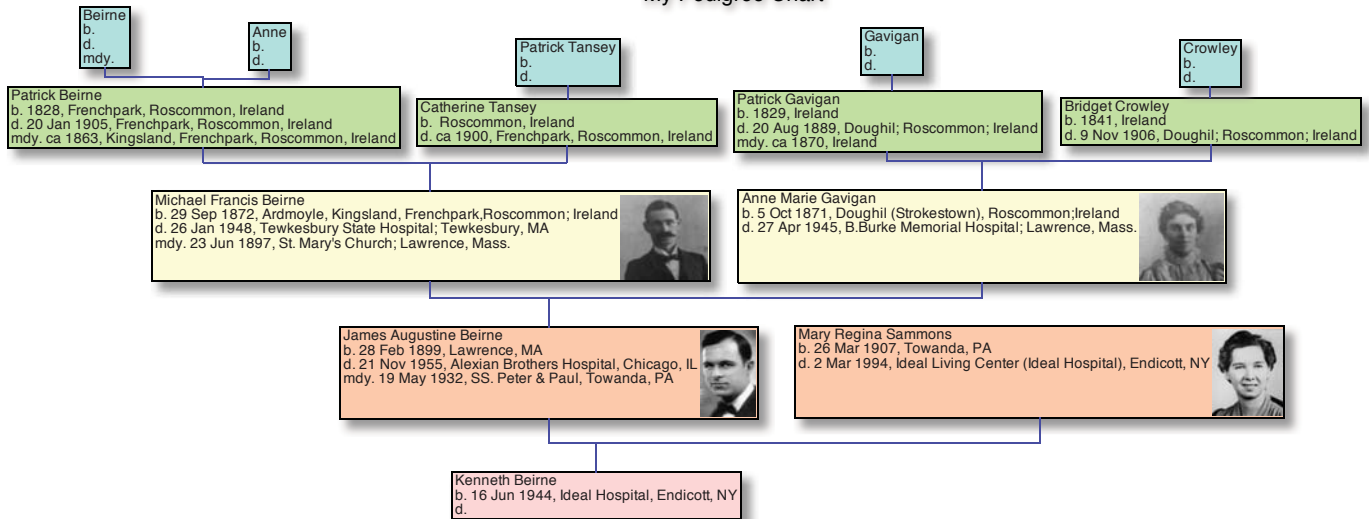 My Pedigree Chart
Beirne
b.
d.
mdy.
Anne
b.
d.
Patrick Tansey
b.
d.
Gavigan
b.
d.
Crowley
b.
d.
Patrick Beirne
b. 1828, Frenchpark, Roscommon, Ireland
d. 20 Jan 1905, Frenchpark, Roscommon, Ireland
mdy. ca 1863, Kingsland, Frenchpark, Roscommon, Ireland
Catherine Tansey
b. Roscommon, Ireland
d. ca 1900, Frenchpark, Roscommon, Ireland
Patrick Gavigan
b. 1829, Ireland
d. 20 Aug 1889, Doughil; Roscommon; Ireland
mdy. ca 1870, Ireland
Bridget Crowley
b. 1841, Ireland
d. 9 Nov 1906, Doughil; Roscommon; Ireland
Michael Francis Beirne
b. 29 Sep 1872, Ardmoyle, Kingsland, Frenchpark,Roscommon; Ireland
d. 26 Jan 1948, Tewkesbury State Hospital; Tewkesbury, MA
mdy. 23 Jun 1897, St. Mary's Church; Lawrence, Mass.
Anne Marie Gavigan
b. 5 Oct 1871, Doughil (Strokestown), Roscommon;Ireland
d. 27 Apr 1945, B.Burke Memorial Hospital; Lawrence, Mass.
James Augustine Beirne
b. 28 Feb 1899, Lawrence, MA
d. 21 Nov 1955, Alexian Brothers Hospital, Chicago, IL
mdy. 19 May 1932, SS. Peter & Paul, Towanda, PA
Mary Regina Sammons
b. 26 Mar 1907, Towanda, PA
d. 2 Mar 1994, Ideal Living Center (Ideal Hospital), Endicott, NY
Kenneth Beirne
b. 16 Jun 1944, Ideal Hospital, Endicott, NY
d.